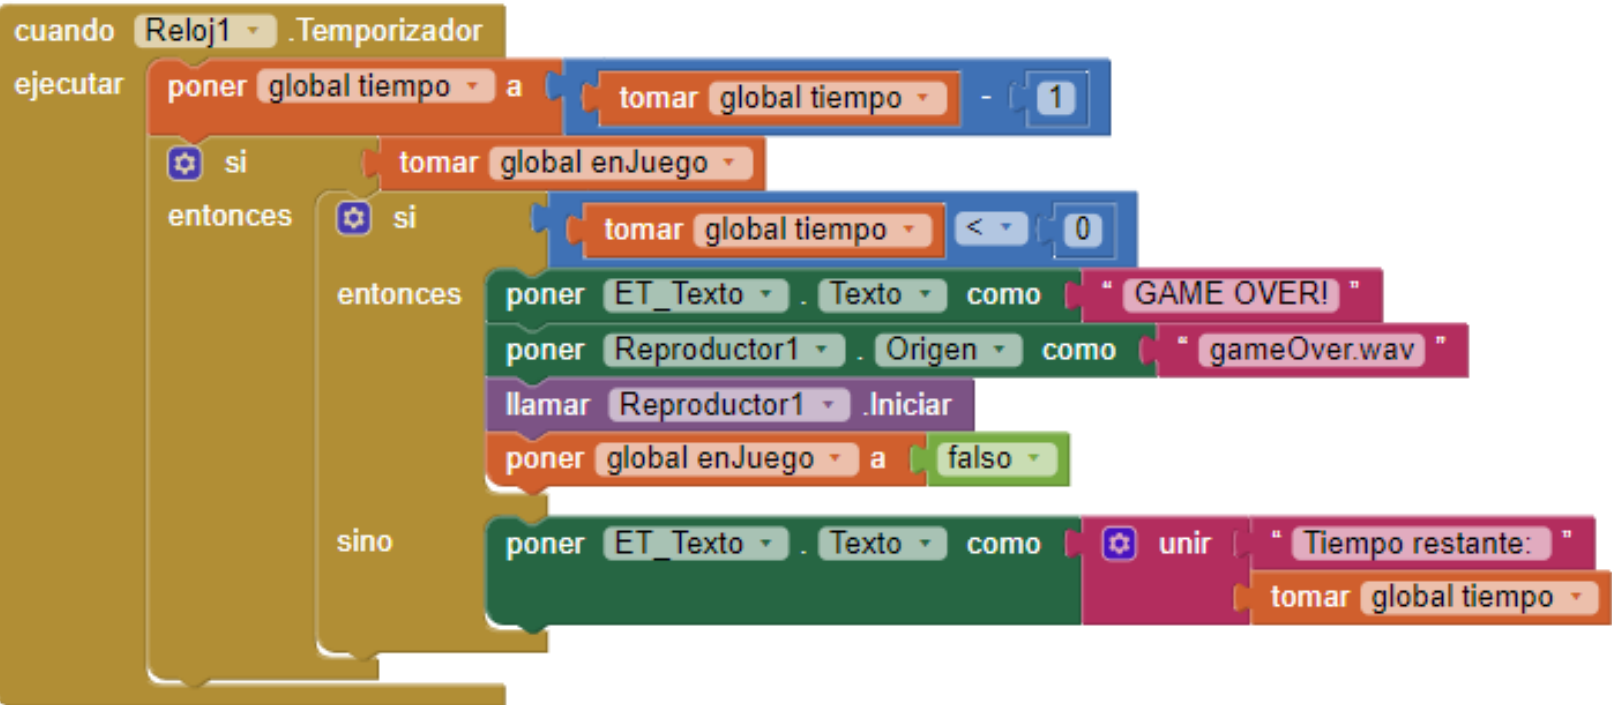 cuando Reloj1 .Temporizador
ejecutar poner global tiempo a tomar global tiempo - 1
si tomar global enJuego
entonces si tomar global tiempo < 0
entonces poner ET_Texto . Texto como " GAME OVER! "
poner Reproductor1 . Origen como " gameOver.wav "
llamar Reproductor1 .Iniciar
poner global enJuego a falso
sino poner ET_Texto . Texto como unir " Tiempo restante: "
tomar global tiempo